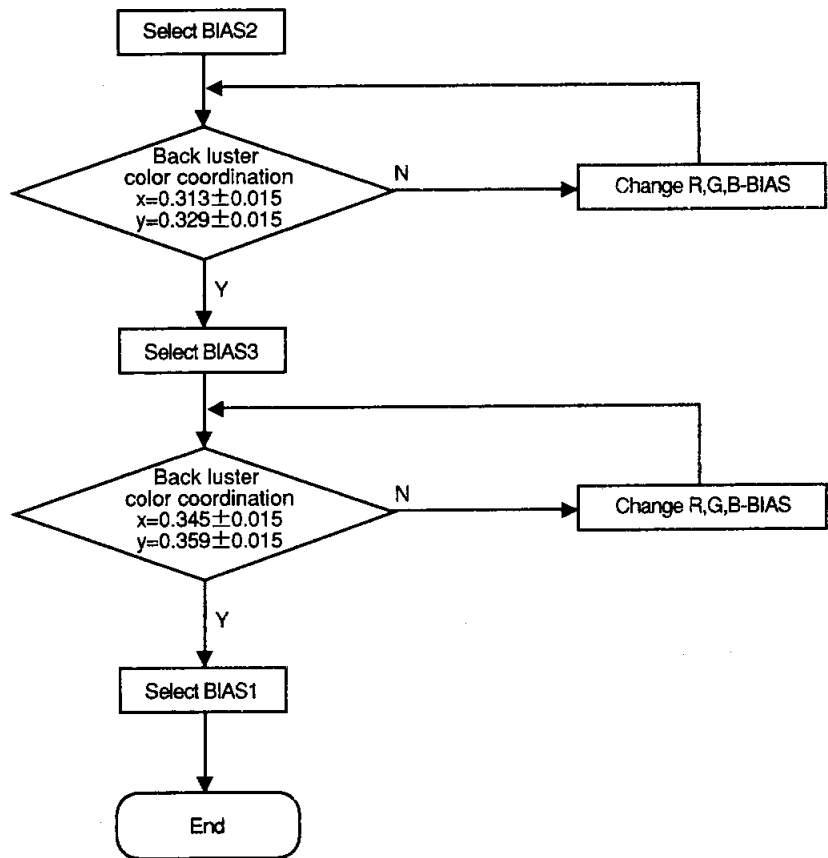 Select BIAS2
Back luster
color coordination
x=0.313±0.015
y=0.329±0.015
N
Change R,G,B-BIAS
Y
Select BIAS3
Back luster
color coordination
x=0.345±0.015
y=0.359±0.015
N
Change R,G,B-BIAS
Y
Select BIAS1
End